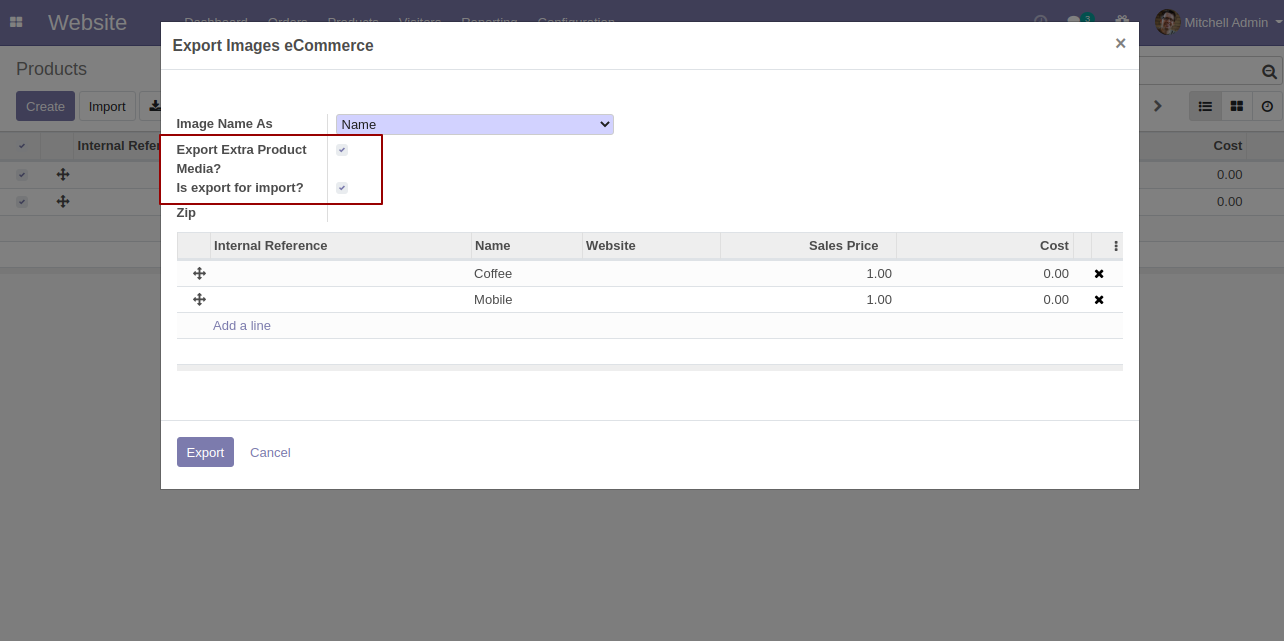 Website Dashboard Orders Products Visitors Reporting Configuration 3 Mitchell Admin
Export Images eCommerce ×
Products
Create Import
Image Name As Name
Internal Refer Cost
Export Extra Product
Media?
0.00
Is export for import?
0.00
Zip
Internal Reference Name Website Sales Price Cost
Coffee 1.00 0.00
Mobile 1.00 0.00
Add a line
Export Cancel